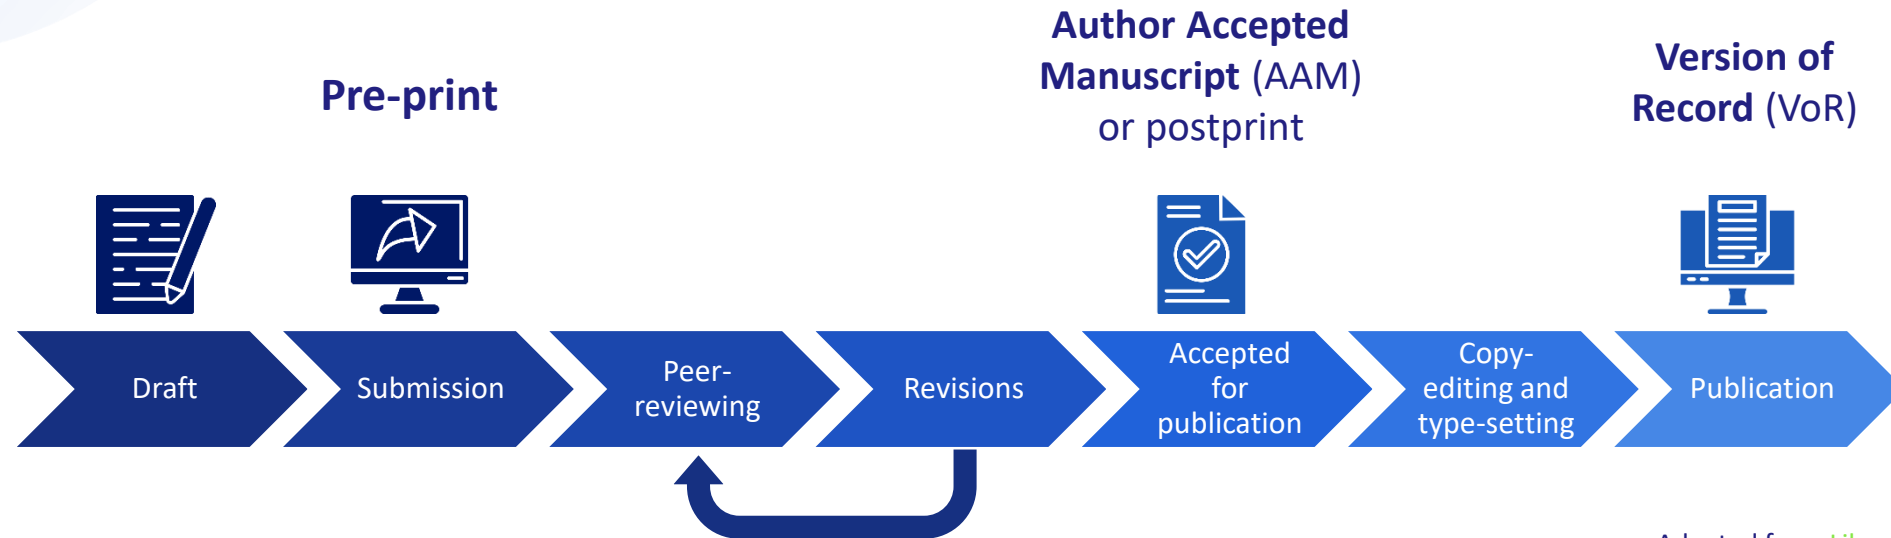 Author Accepted
Manuscript (AAM)
or postprint
Version of
Record (VoR)
Pre-print
Draft
Submission
Peer-
reviewing
Revisions
Accepted
for
publication
Copy-
editing and
type-setting
Publication